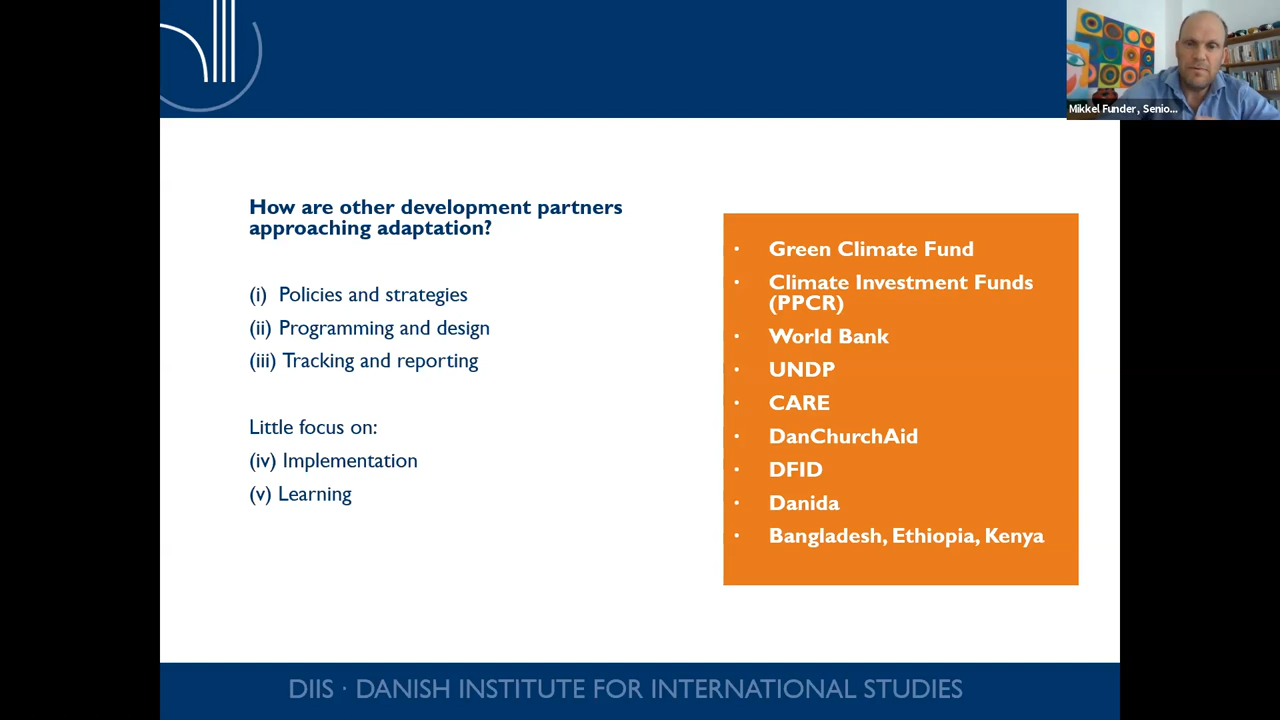 Mikkel Funder, Senio...
How are other development partners
approaching adaptation?
(i) Policies and strategies
(ii) Programming and design
(iii) Tracking and reporting
Little focus on:
(iv) Implementation
(v) Learning
• Green Climate Fund
• Climate Investment Funds
(PPCR)
• World Bank
• UNDP
• CARE
• DanChurchAid
• DFID
• Danida
• Bangladesh, Ethiopia, Kenya
DIIS · DANISH INSTITUTE FOR INTERNATIONAL STUDIES